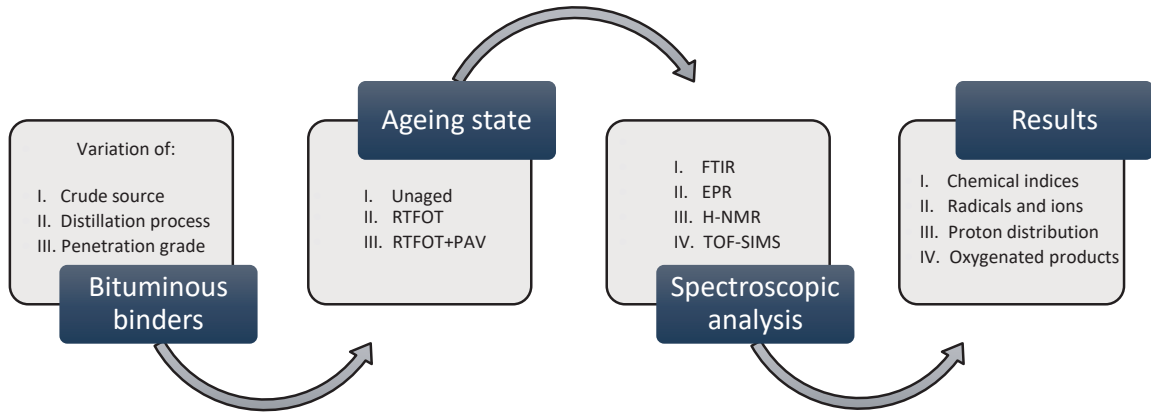 Variation of:
I. Crude source
II. Distillation process
III. Penetration grade
Bituminous
binders
Ageing state
I. Unaged
II. RTFOT
III. RTFOT+PAV
I. FTIR
II. EPR
III. H-NMR
IV. TOF-SIMS
Spectroscopic
analysis
Results
I. Chemical indices
II. Radicals and ions
III. Proton distribution
IV. Oxygenated products